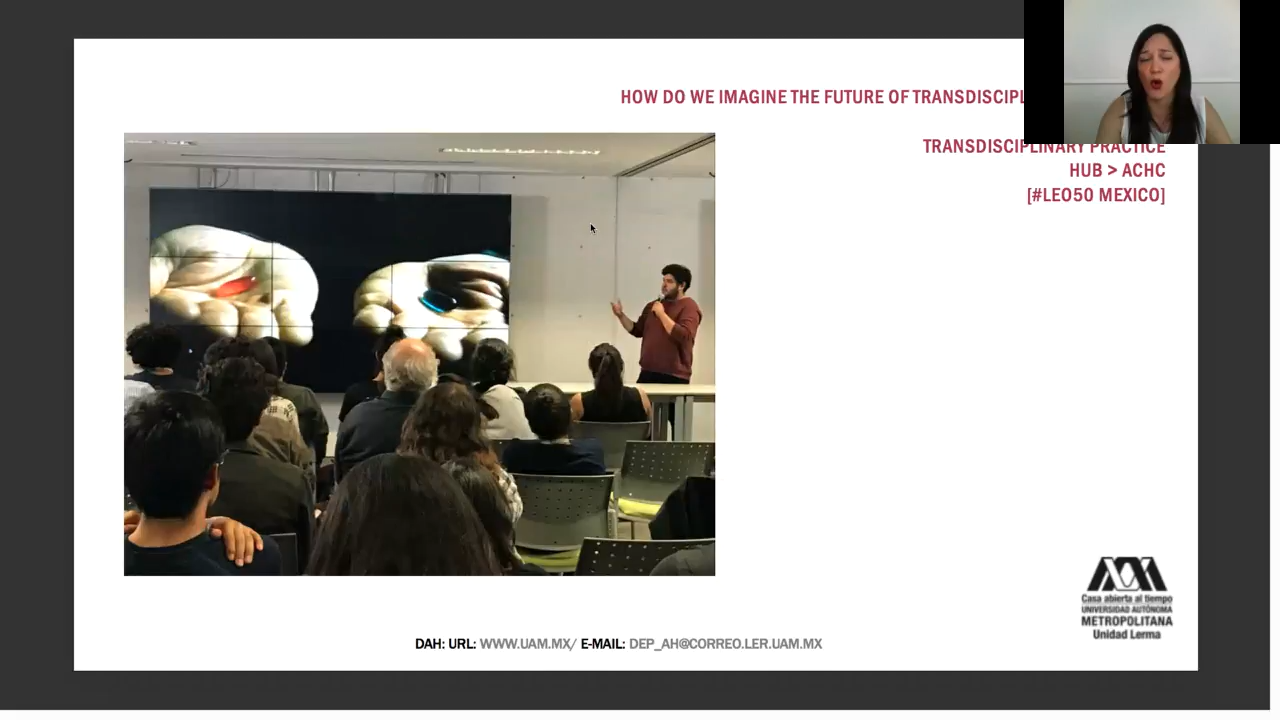 HOW DO WE IMAGINE THE FUTURE OF
TRANSDISCIPLINARY PRACTICE
HUB > ACHC
[#LEO50 MEXICO]
Casa abierta al tiempo
UNIVERSIDAD AUTÓNOMA
METROPOLITANA
Unidad Lerma
DAH: URL: WWW.UAM.MX/ E-MAIL: DEP_AH@CORREO.LER.UAM.MX